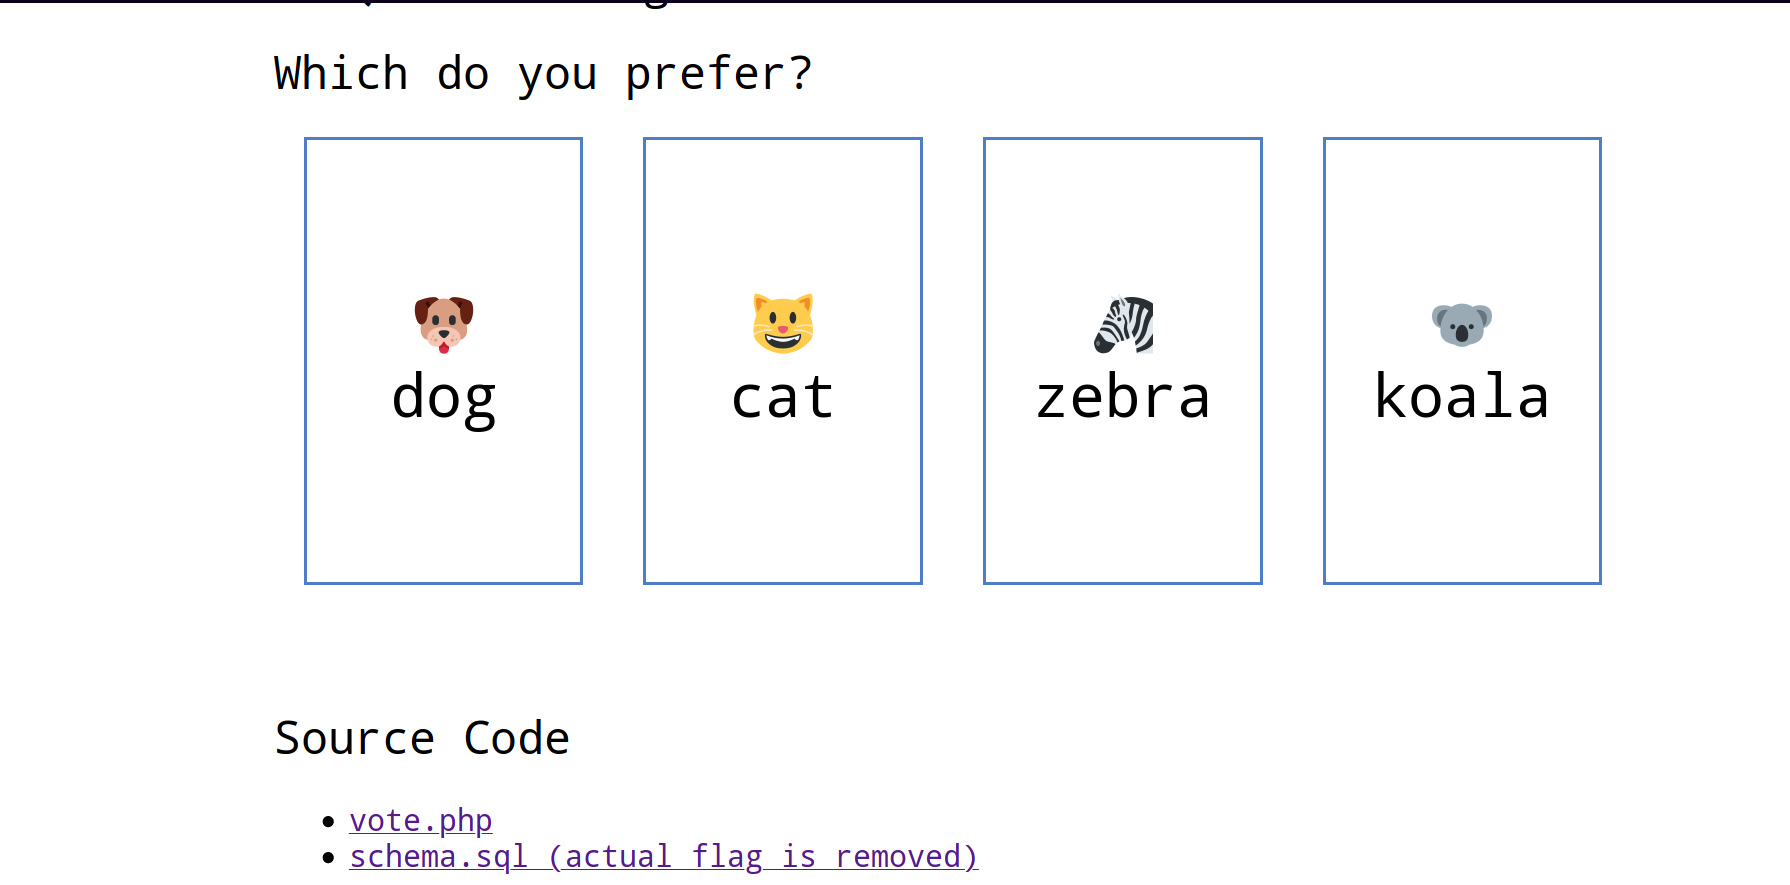 Which do you prefer?
dog
cat
zebra
koala
Source Code
vote.php
schema.sql (actual flag is removed)